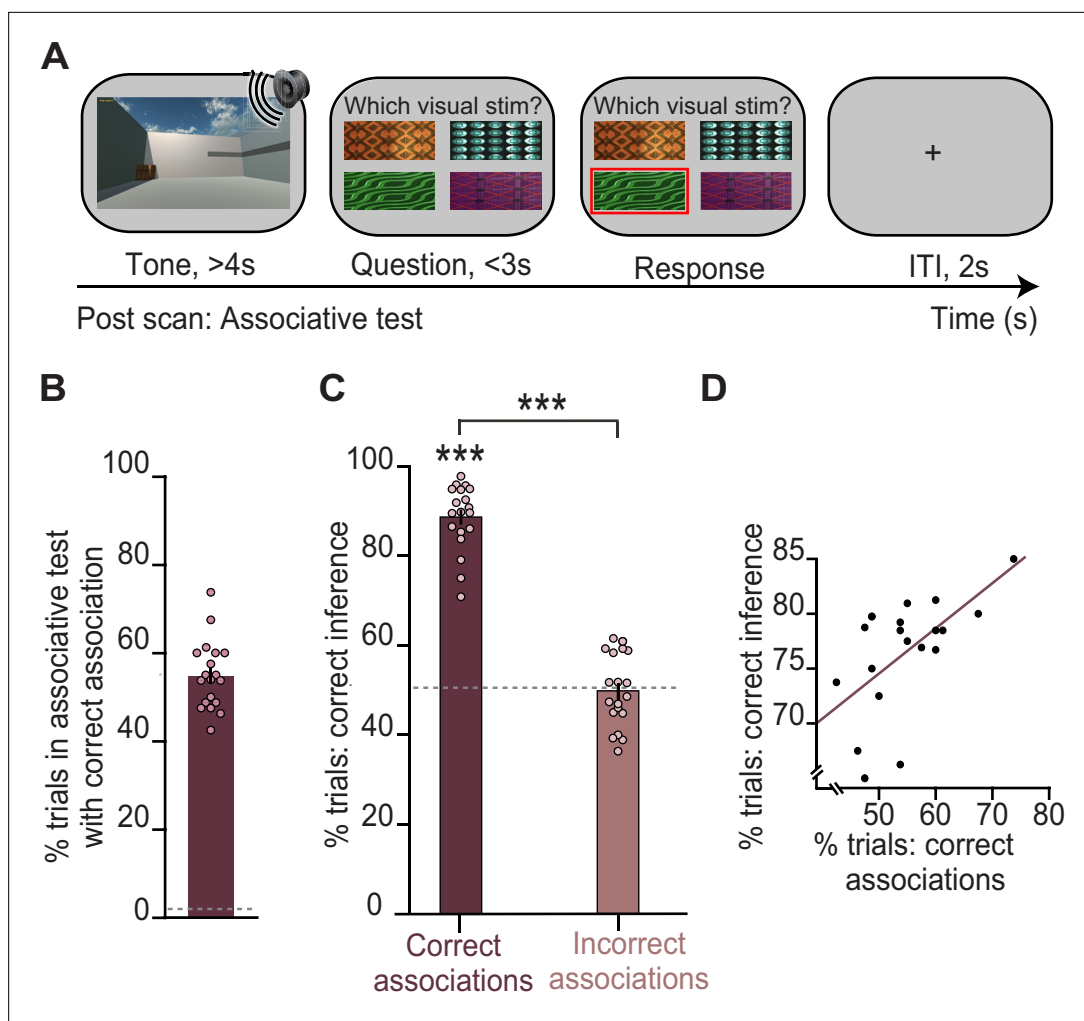 A
Which visual stim?
Which visual stim?
+
Tone, >4s
Question, <3s
Response
ITI, 2s
Post scan: Associative test
Time (s)
B
% trials in associative test
with correct association
100
80
60
40
20
0
C
***
***
% trials: correct inference
100
80
60
40
20
0
Correct
associations
Incorrect
associations
D
% trials: correct inference
85
80
75
70
50
60
70
80
% trials: correct
associations